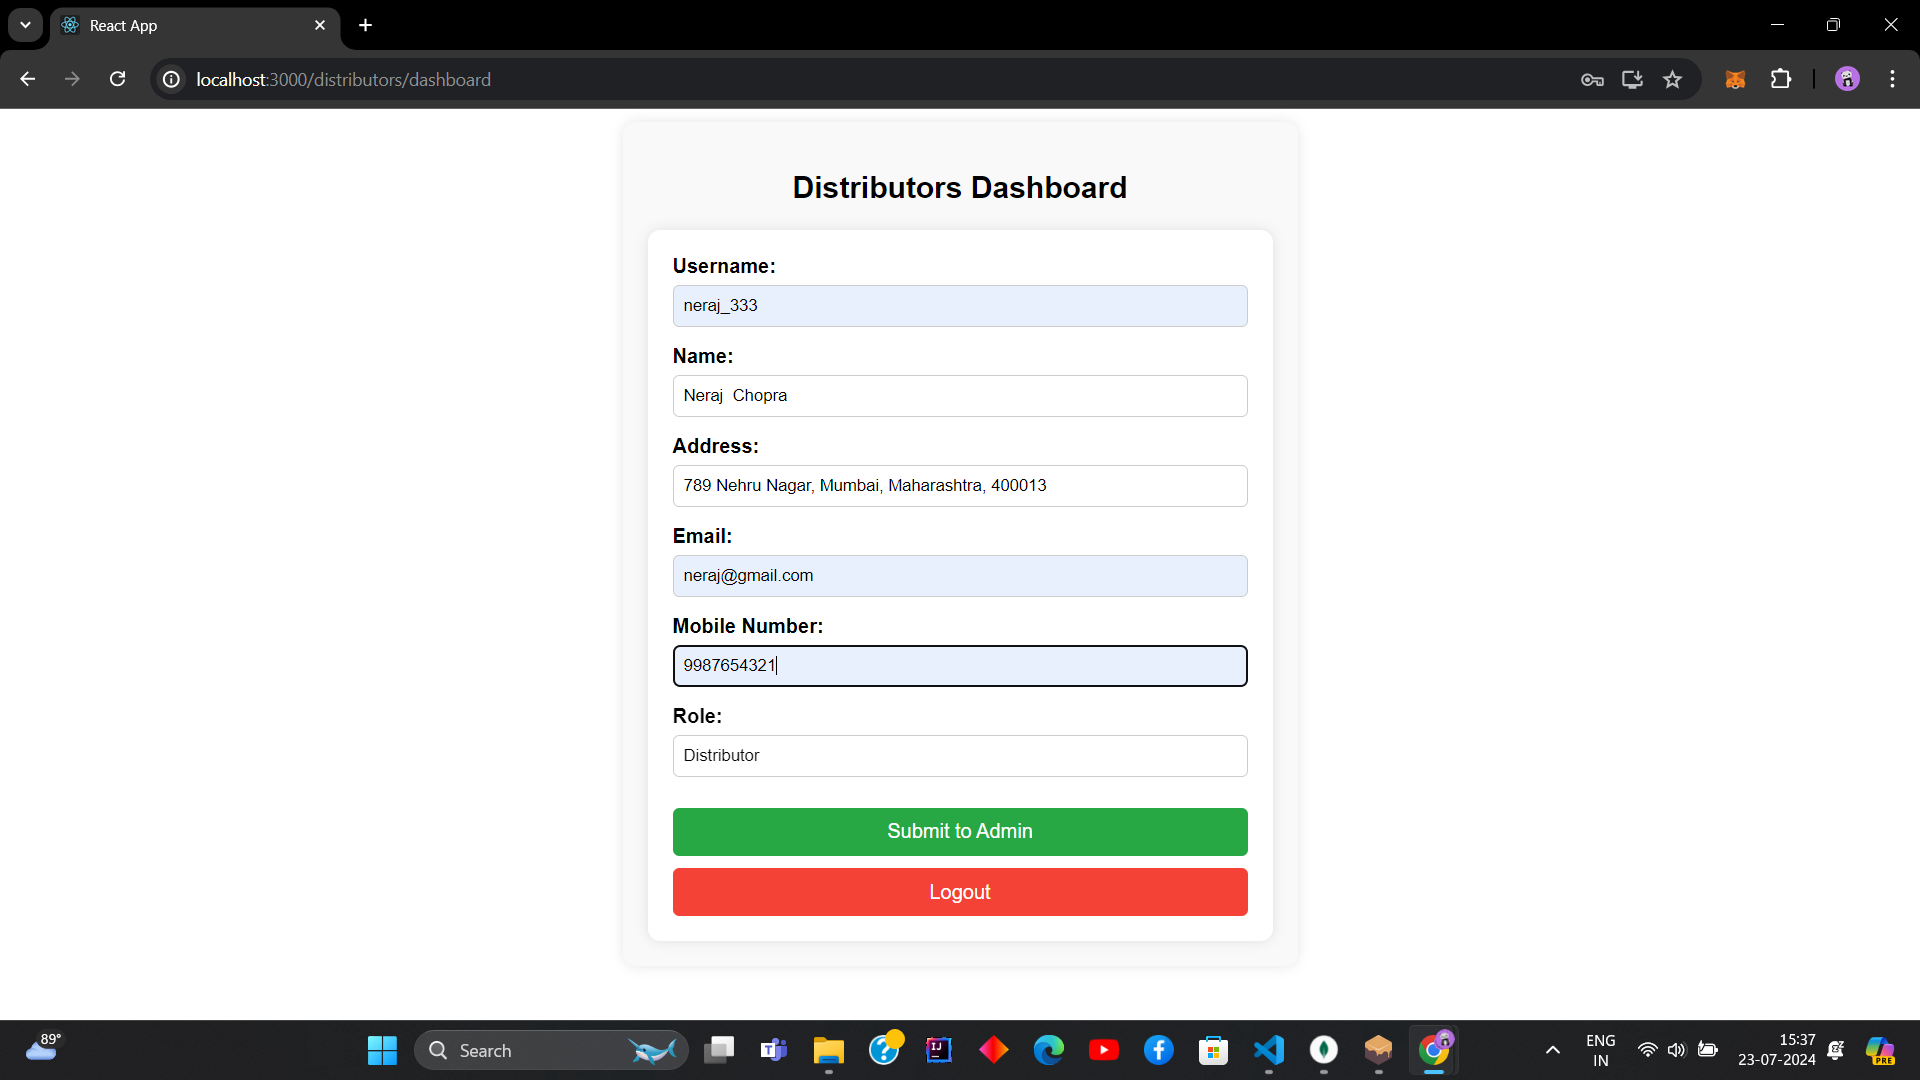 React App
localhost:3000/distributors/dashboard
Distributors Dashboard
Username:
neraj_333
Name:
Neraj  Chopra
Address:
789 Nehru Nagar, Mumbai, Maharashtra, 400013
Email:
neraj@gmail.com
Mobile Number:
9987654321
Role:
Distributor
Submit to Admin
Logout
89°
Search
IJ
ENG
IN
15:37
23-07-2024
PRE